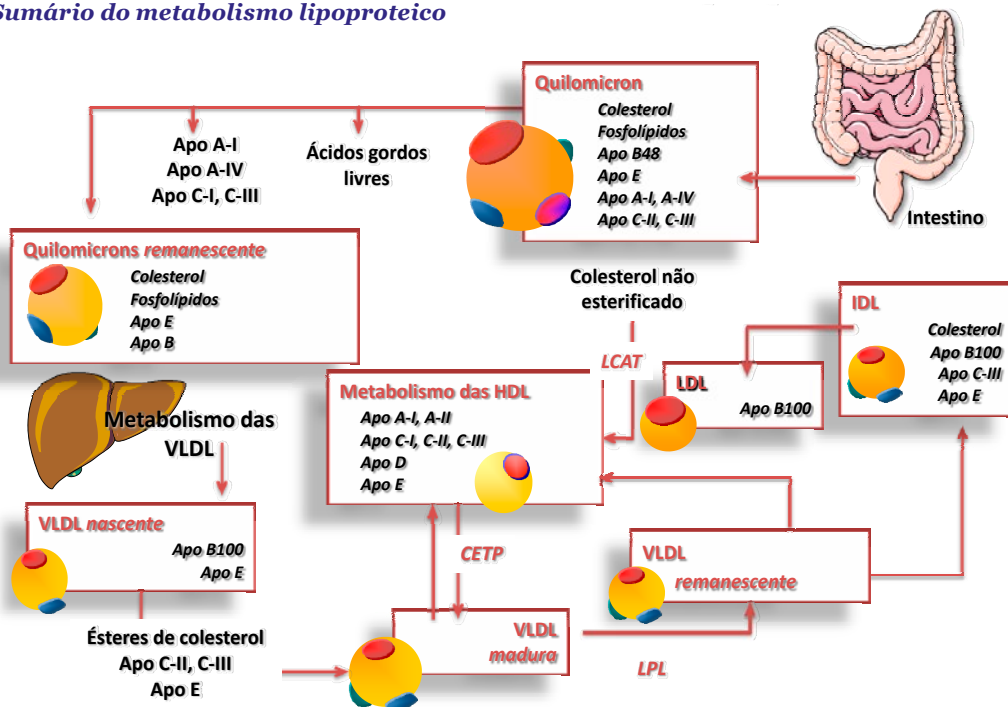 Sumário do metabolismo lipoproteico
Quilomicron
Colesterol
Fosfolípidos
Apo B48
Apo E
Apo A-I, A-IV
Apo C-II, C-III
Intestino
Apo A-I
Apo A-IV
Apo C-I, C-III
Ácidos gordos
livres
Quilomicrons remanescente
Colesterol
Fosfolípidos
Apo E
Apo B
Colesterol não
esterificado
LCAT
IDL
Colesterol
Apo B100
Apo C-III
Apo E
LDL
Apo B100
Metabolismo das HDL
Apo A-I, A-II
Apo C-I, C-II, C-III
Apo D
Apo E
Metabolismo das
VLDL
VLDL nascente
Apo B100
Apo E
CETP
VLDL
remanescente
Ésteres de colesterol
Apo C-II, C-III
Apo E
VLDL
madura
LPL